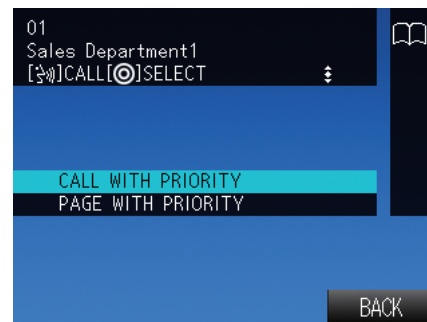 01
Sales Department1
[]CALL[]SELECT
CALL WITH PRIORITY
PAGE WITH PRIORITY
BACK